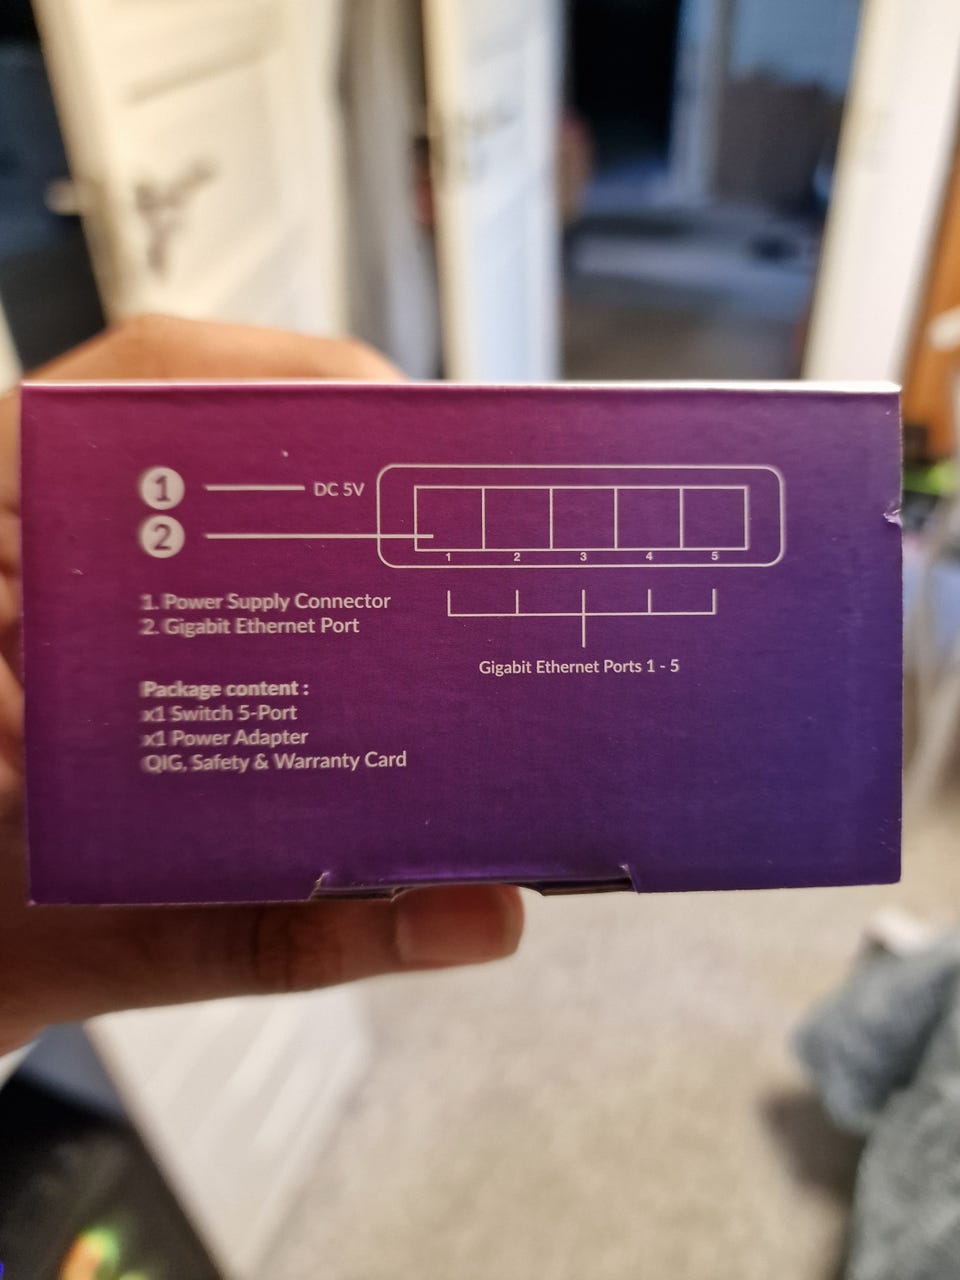 1 DC 5V
2
1 2 3 4 5
1. Power Supply Connector
2. Gigabit Ethernet Port
Gigabit Ethernet Ports 1 - 5
Package content :
x1 Switch 5-Port
x1 Power Adapter
QIG, Safety & Warranty Card